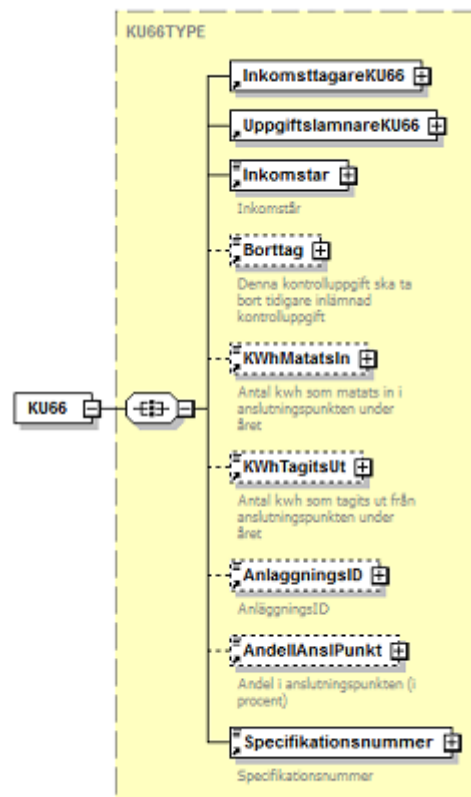 KU66TYPE
InkomsttagareKU66
UppgiftslamnareKU66
Inkomstar
Inkomstår
Borttag
Denna kontrolluppgift ska ta
bort tidigare inlämnad
kontrolluppgift
KWhMatatsIn
Antal kwh som matats in i
anslutningspunkten under
året
KU66
KWhTagitsUt
Antal kwh som tagits ut från
anslutningspunkten under
året
AnlaggningsID
AnläggningsID
AndelIAnslPunkt
Andel i anslutningspunkten (i
procent)
Specifikationsnummer
Specifikationsnummer